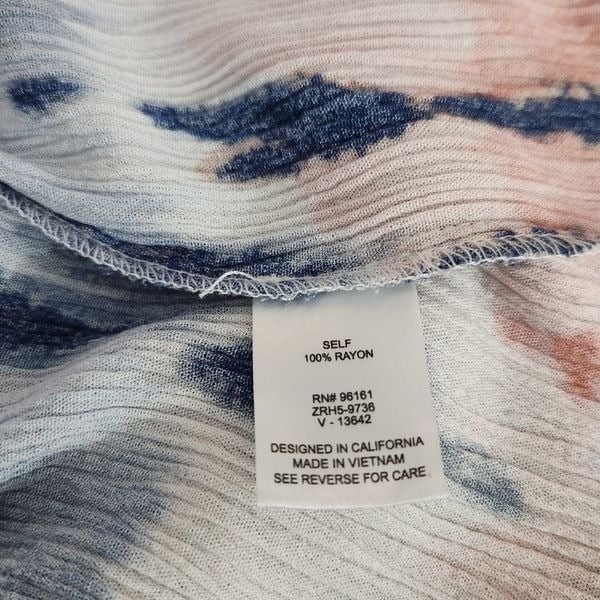 SELF
100% RAYON
RN# 96161
ZRH5-9736
V - 13642
DESIGNED IN CALIFORNIA
MADE IN VIETNAM
SEE REVERSE FOR CARE